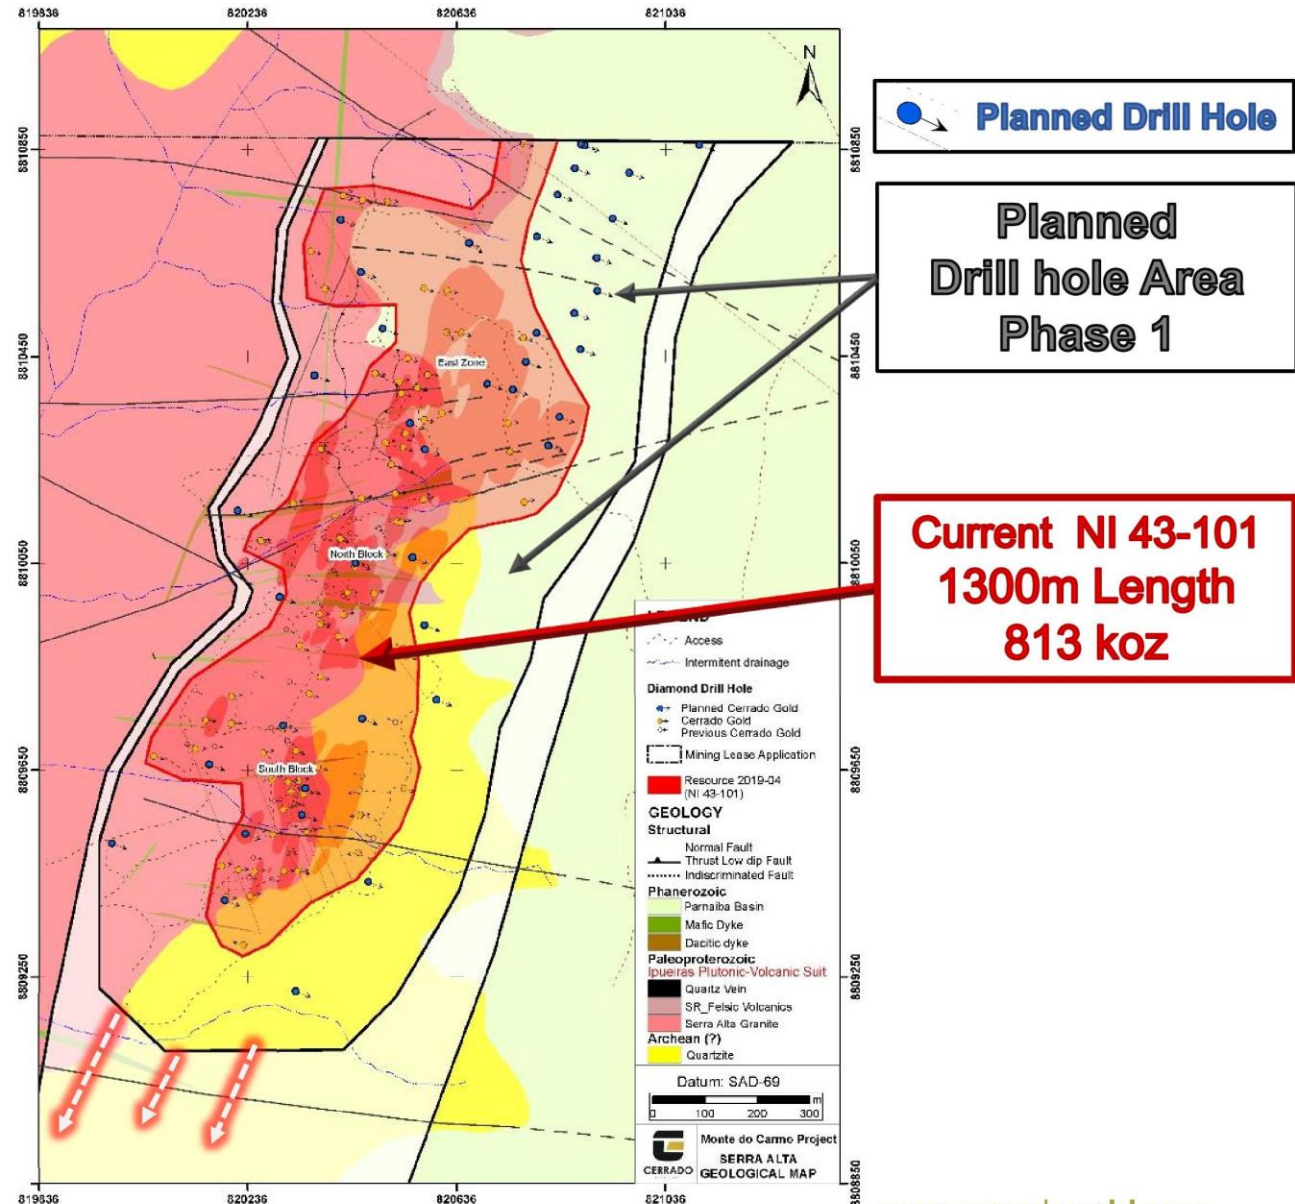 819836 820236 820636 821036
N
Planned Drill Hole
8810850
8810850
Planned
Drill hole Area
Phase 1
8810450
8810450
East Zone
Current NI 43-101
1300m Length
813 koz
8810050
8810050
North Block
Access
Intermitent drainage
Diamond Drill Hole
Planned Cerrado Gold
Cerrado Gold
Previous Cerrado Gold
Mining Lease Application
8809650
8809650
South Block
Resource 2019-04
(NI 43-101)
GEOLOGY
Structural
Normal Fault
Thrust Low dip Fault
Indiscriminated Fault
Phanerozoic
Parnaiba Basin
Mafic Dyke
Dacitic dyke
Paleoproterozoic
Ipueiras Plutonic-Volcanic Suit
Quartz Vein
SR_Felsic Volcanics
Serra Alta Granite
Archean (?)
Quartzite
8809250
8809250
Datum: SAD-69
m
0 100 200 300
CERRADO
Monte do Carmo Project
SERRA ALTA
GEOLOGICAL MAP
8808850
819836 820236 820636 821036